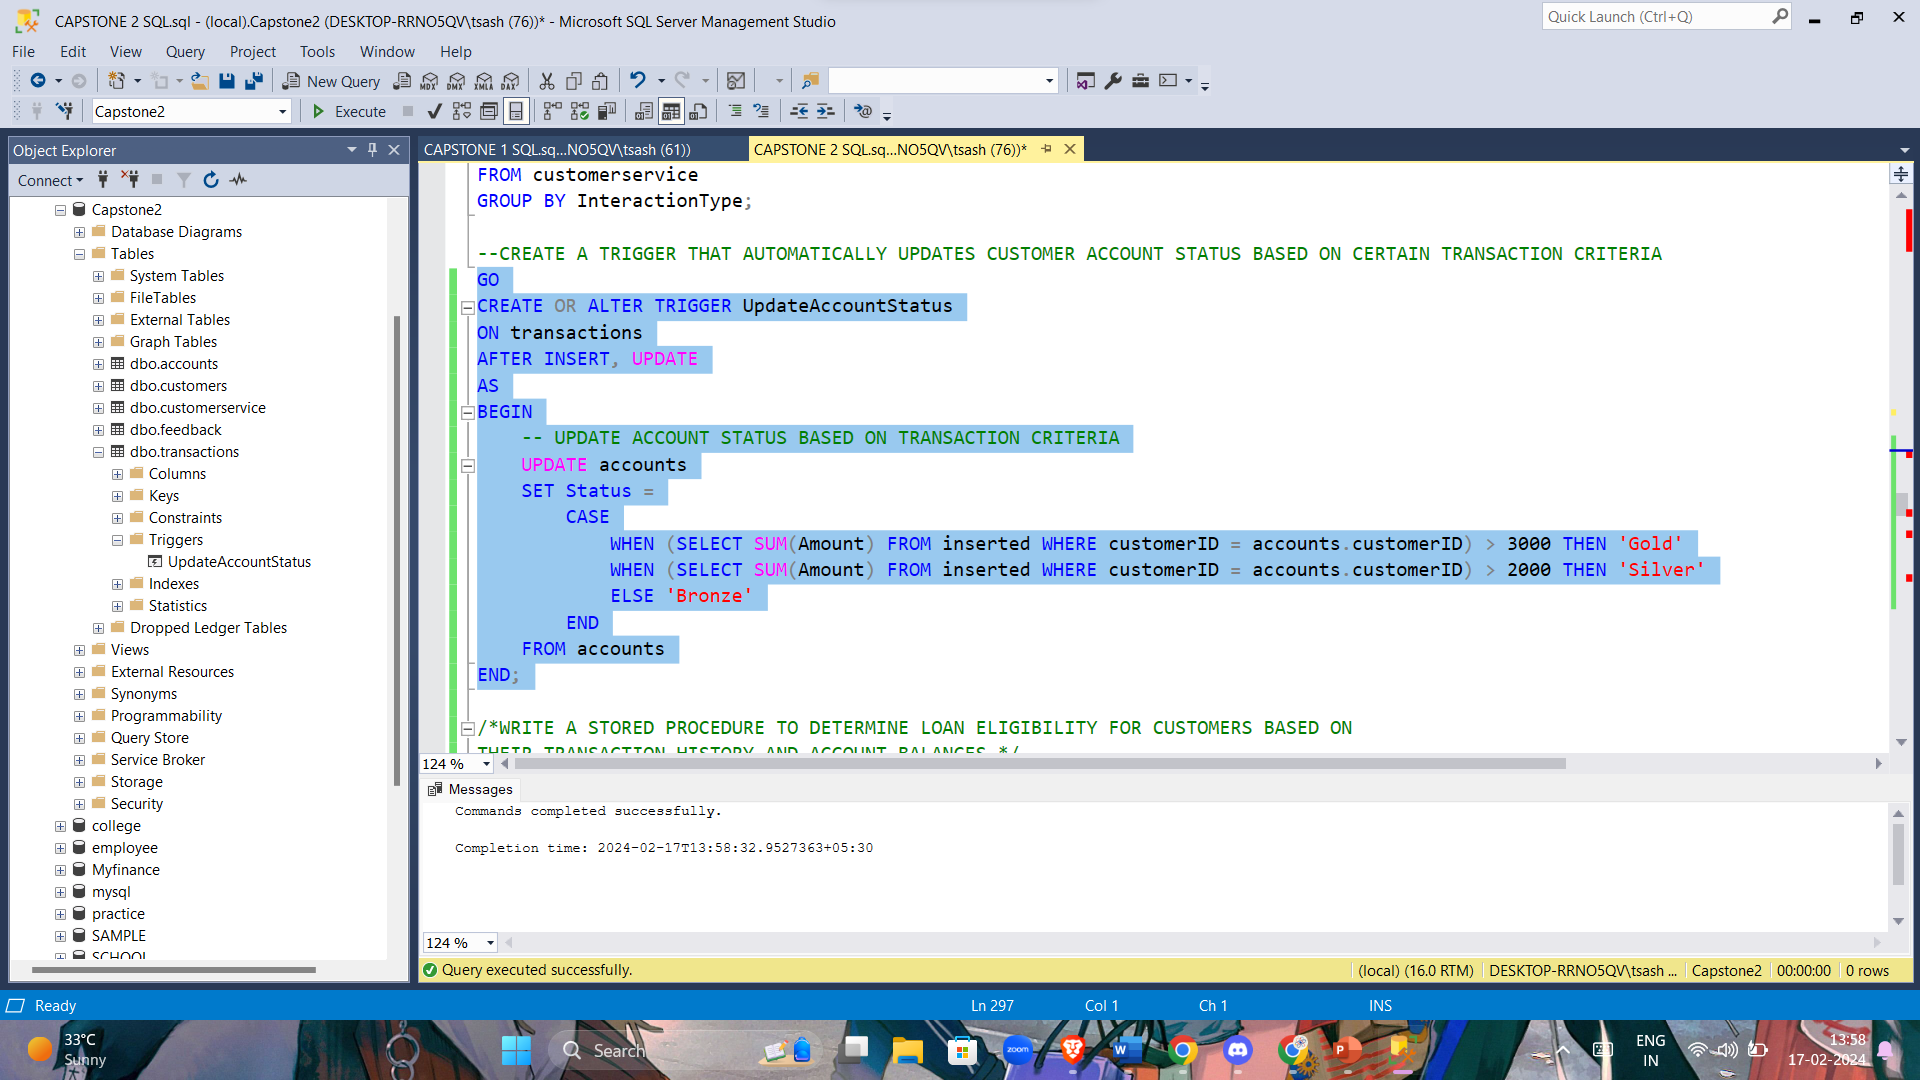 CAPSTONE 2 SQL.sql - (local).Capstone2 (DESKTOP-RRNO5QV\tsash (76))* - Microsoft SQL Server Management Studio
Quick Launch (Ctrl+Q)
File Edit View Query Project Tools Window Help
New Query MDX DMX XMLA DAX
Capstone2 Execute
Object Explorer
Connect
Capstone2
Database Diagrams
Tables
System Tables
FileTables
External Tables
Graph Tables
dbo.accounts
dbo.customers
dbo.customerservice
dbo.feedback
dbo.transactions
Columns
Keys
Constraints
Triggers
UpdateAccountStatus
Indexes
Statistics
Dropped Ledger Tables
Views
External Resources
Synonyms
Programmability
Query Store
Service Broker
Storage
Security
college
employee
Myfinance
mysql
practice
SAMPLE
SCHOOL
CAPSTONE 1 SQL.sq...NO5QV\tsash (61))
CAPSTONE 2 SQL.sq...NO5QV\tsash (76))*
FROM customerservice
GROUP BY InteractionType;
--CREATE A TRIGGER THAT AUTOMATICALLY UPDATES CUSTOMER ACCOUNT STATUS BASED ON CERTAIN TRANSACTION CRITERIA
GO
CREATE OR ALTER TRIGGER UpdateAccountStatus
ON transactions
AFTER INSERT, UPDATE
AS
BEGIN
-- UPDATE ACCOUNT STATUS BASED ON TRANSACTION CRITERIA
UPDATE accounts
SET Status =
CASE
WHEN (SELECT SUM(Amount) FROM inserted WHERE customerID = accounts.customerID) > 3000 THEN 'Gold'
WHEN (SELECT SUM(Amount) FROM inserted WHERE customerID = accounts.customerID) > 2000 THEN 'Silver'
ELSE 'Bronze'
END
FROM accounts
END;
/*WRITE A STORED PROCEDURE TO DETERMINE LOAN ELIGIBILITY FOR CUSTOMERS BASED ON
THEIR TRANSACTION HISTORY AND ACCOUNT BALANCES.*/
124 %
Messages
Commands completed successfully.
Completion time: 2024-02-17T13:58:32.9527363+05:30
124 %
Query executed successfully.
(local) (16.0 RTM) DESKTOP-RRNO5QV\tsash ... Capstone2 00:00:00 0 rows
Ready
Ln 297 Col 1 Ch 1 INS
33°C
Sunny
Search
zoom
W
P
ENG
IN
13:58
17-02-2024